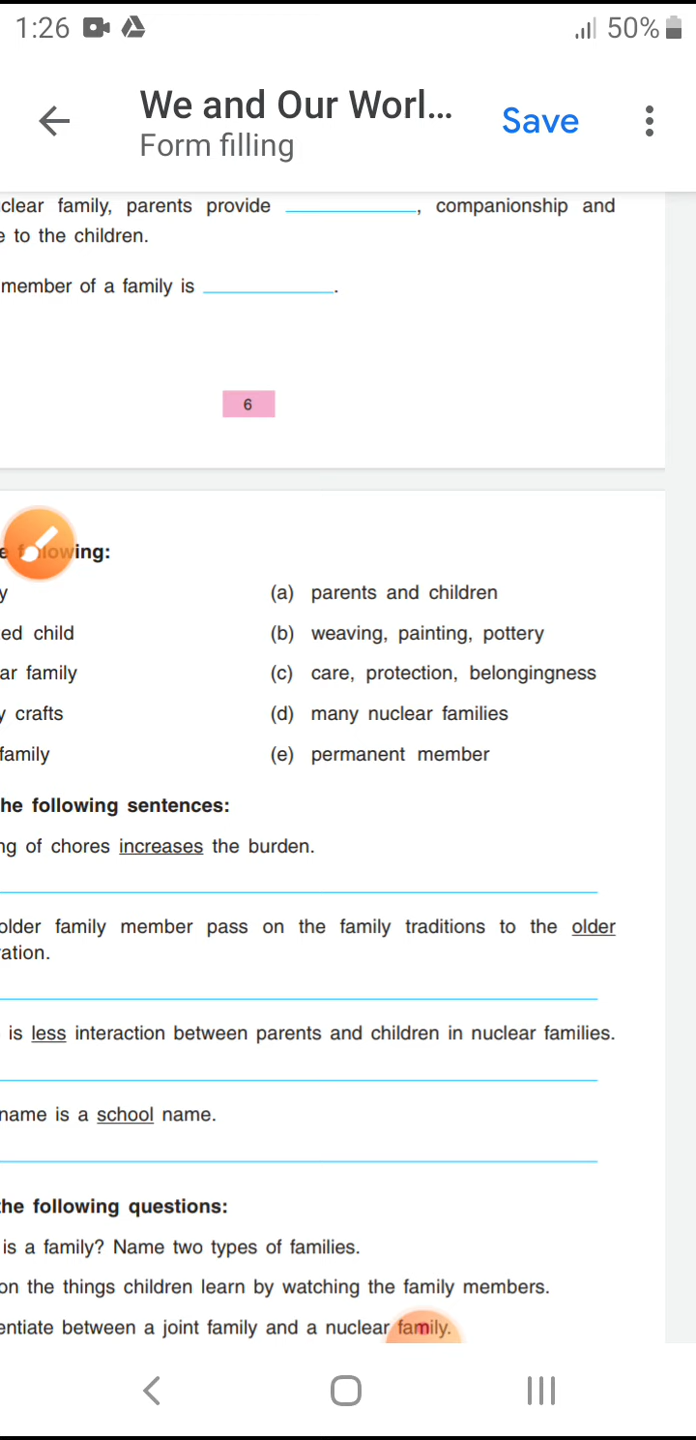 1:26 50%
We and Our Worl... Save
Form filling
clear family, parents provide ____________, companionship and
e to the children.
member of a family is ____________.
6
e following:
y (a) parents and children
ed child (b) weaving, painting, pottery
ar family (c) care, protection, belongingness
y crafts (d) many nuclear families
family (e) permanent member
he following sentences:
ng of chores increases the burden.
older family member pass on the family traditions to the older
ation.
is less interaction between parents and children in nuclear families.
name is a school name.
the following questions:
is a family? Name two types of families.
on the things children learn by watching the family members.
entiate between a joint family and a nuclear family.